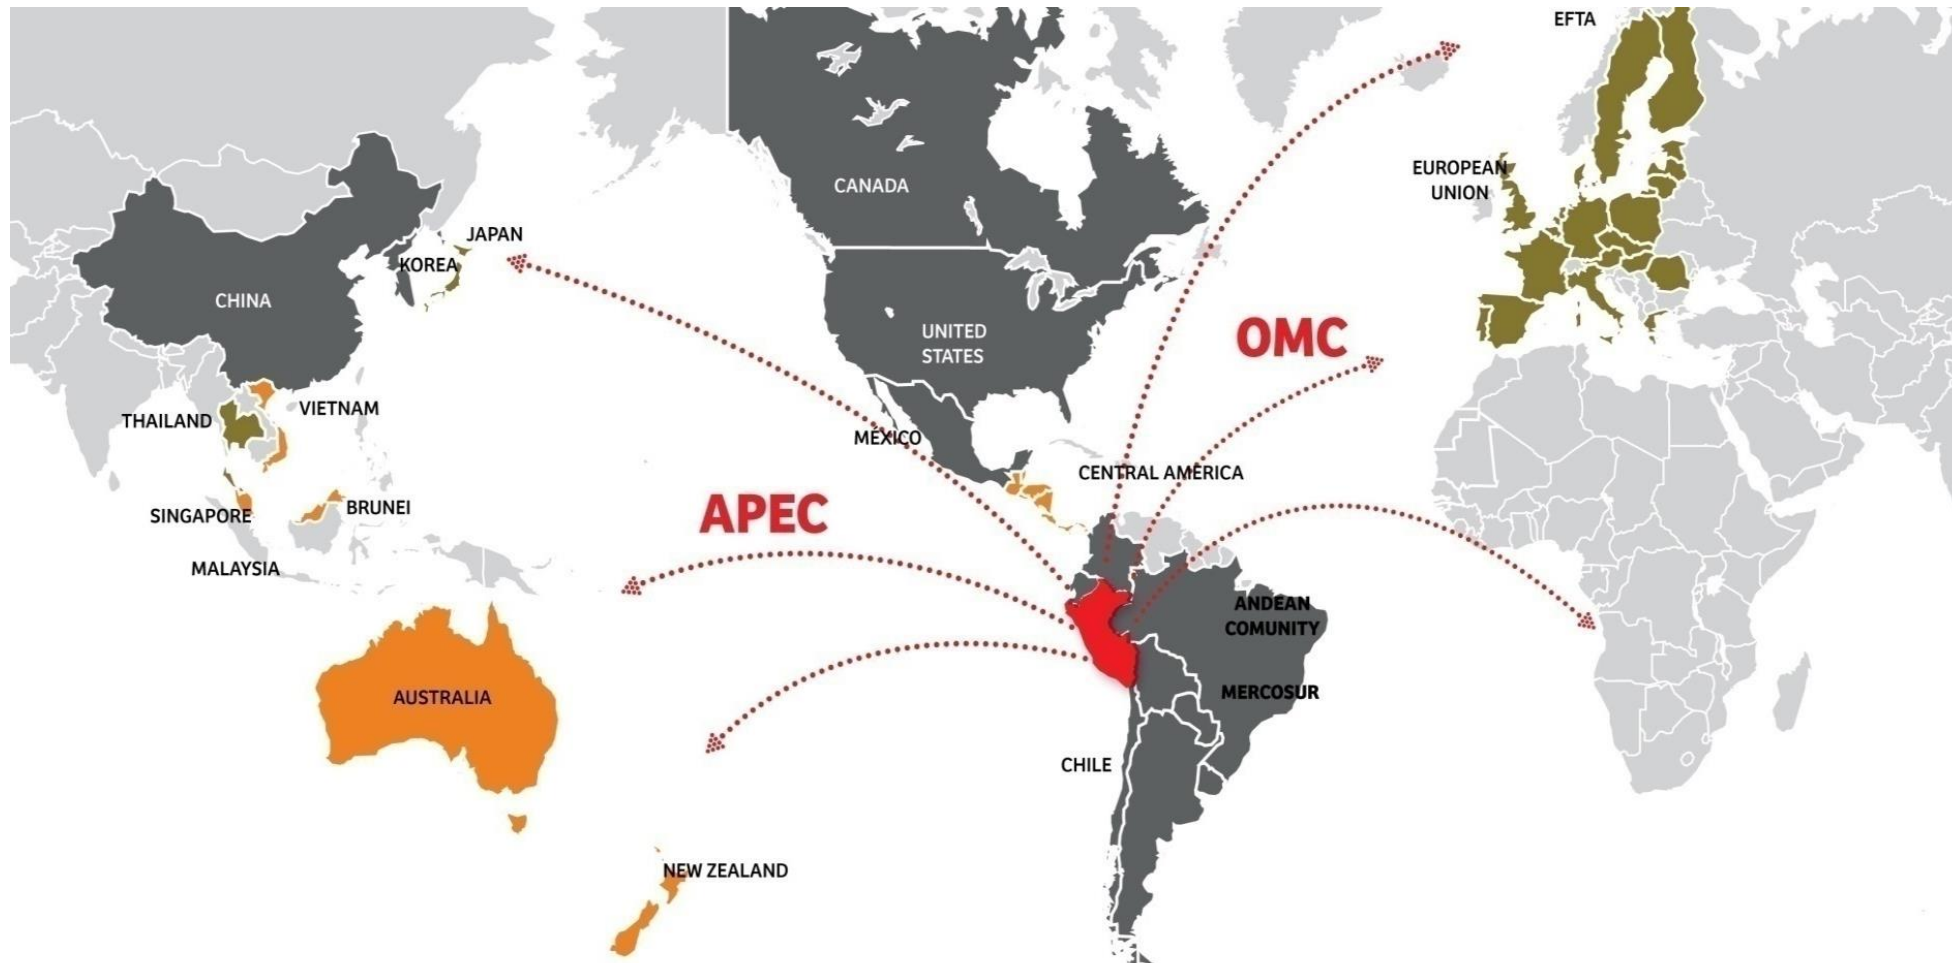 EFTA
EUROPEAN
UNION
CANADA
JAPAN
KOREA
CHINA
UNITED
STATES
OMC
VIETNAM
THAILAND
MÉXICO
CENTRAL AMERICA
BRUNEI
SINGAPORE
APEC
MALAYSIA
ANDEAN
COMUNITY
AUSTRALIA
MERCOSUR
CHILE
NEW ZEALAND